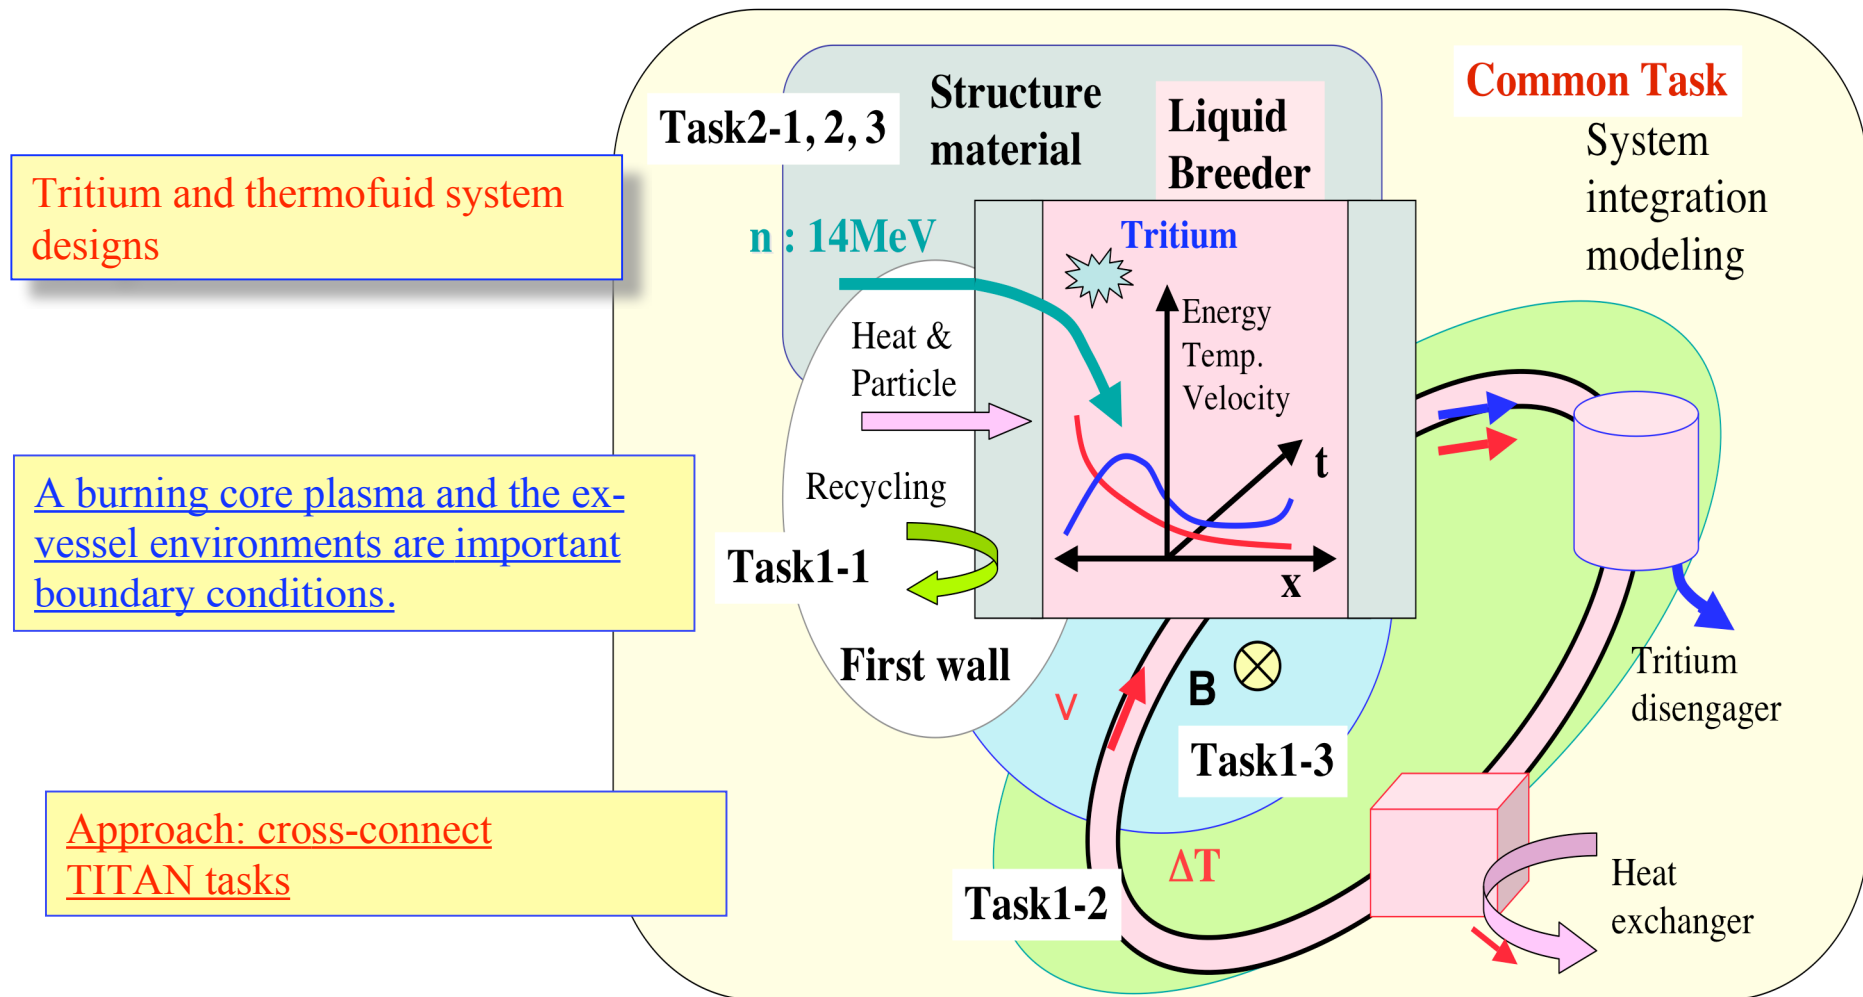 Tritium and thermofuid system
designs
A burning core plasma and the ex-
vessel environments are important
boundary conditions.
Approach: cross-connect
TITAN tasks
Common Task
System
integration
modeling
Structure
material
Liquid
Breeder
Task2-1, 2, 3
n : 14MeV
Tritium
Energy
Temp.
Velocity
Heat &
Particle
t
Recycling
Task1-1
x
First wall
v
B
Task1-3
Tritium
disengager
ΔT
Task1-2
Heat
exchanger